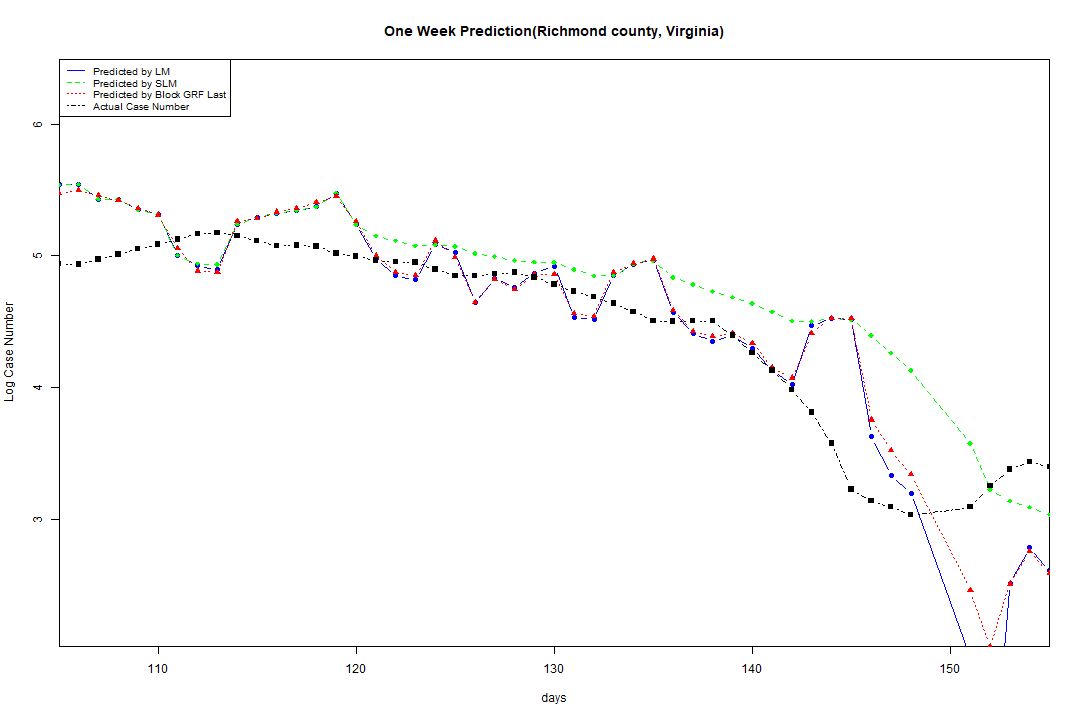 One Week Prediction(Richmond county, Virginia)
Predicted by LM
Predicted by SLM
Predicted by Block GRF Last
Actual Case Number
6
5
4
3
Log Case Number
110 120 130 140 150
days